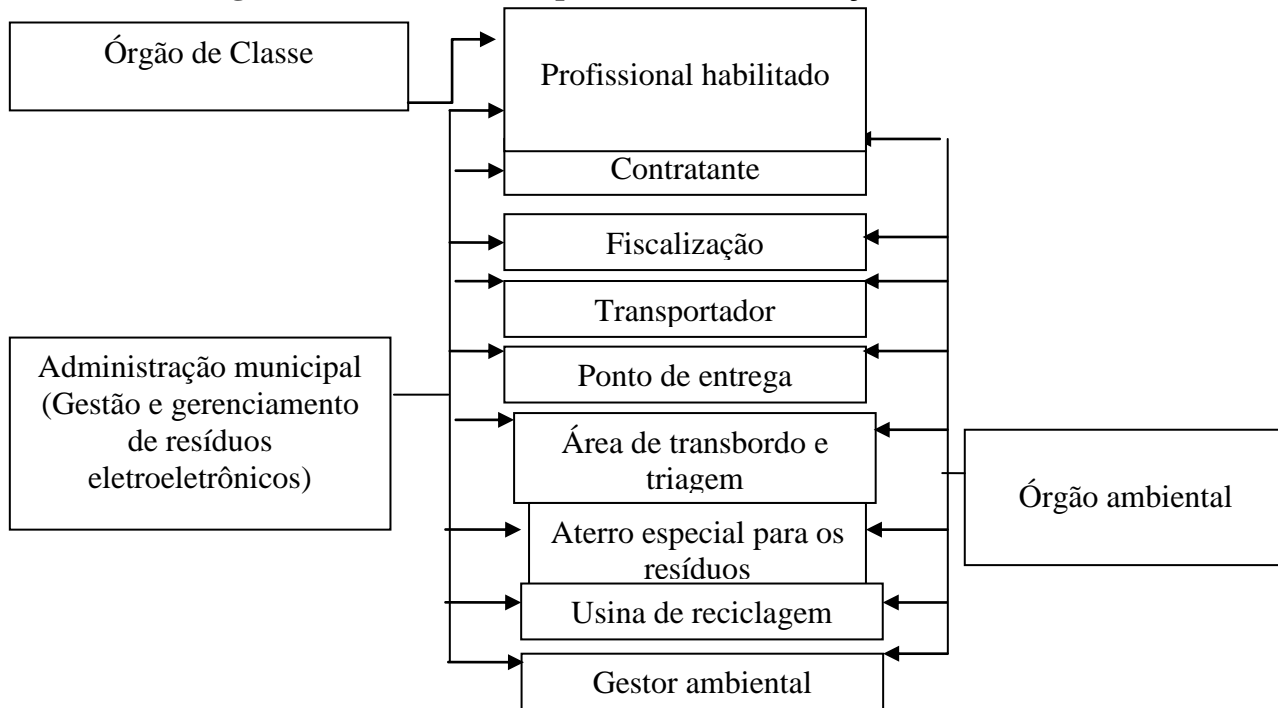 Órgão de Classe
Profissional habilitado
Contratante
Fiscalização
Transportador
Ponto de entrega
Administração municipal
(Gestão e gerenciamento
de resíduos
eletroeletrônicos)
Área de transbordo e
triagem
Aterro especial para os
resíduos
Usina de reciclagem
Gestor ambiental
Órgão ambiental